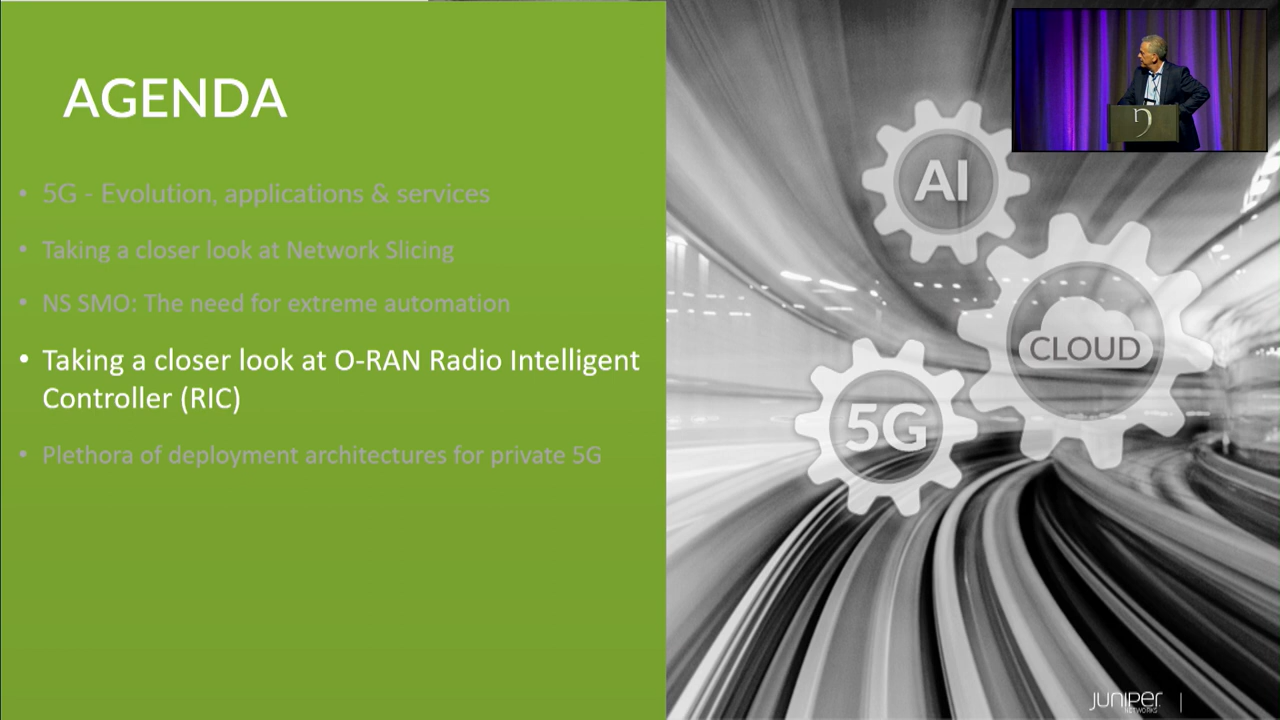 AGENDA
• 5G - Evolution, applications & services
• Taking a closer look at Network Slicing
• NS SMO: The need for extreme automation
• Taking a closer look at O-RAN Radio Intelligent
Controller (RIC)
• Plethora of deployment architectures for private 5G
AI
CLOUD
5G
JUNIPER
NETWORKS